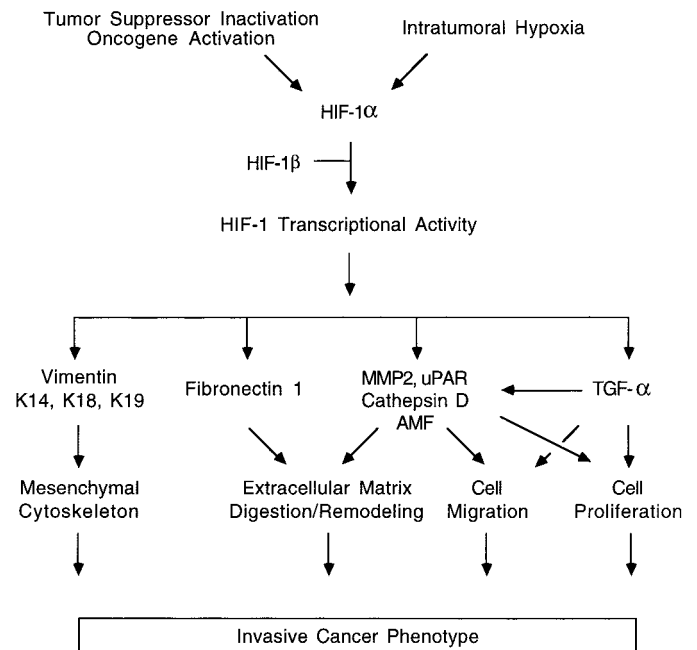 Tumor Suppressor Inactivation
Oncogene Activation
Intratumoral Hypoxia
HIF-1α
HIF-1β
HIF-1 Transcriptional Activity
Vimentin
K14, K18, K19
Fibronectin 1
MMP2, uPAR
Cathepsin D
AMF
TGF-α
Mesenchymal
Cytoskeleton
Extracellular Matrix
Digestion/Remodeling
Cell
Migration
Cell
Proliferation
Invasive Cancer Phenotype